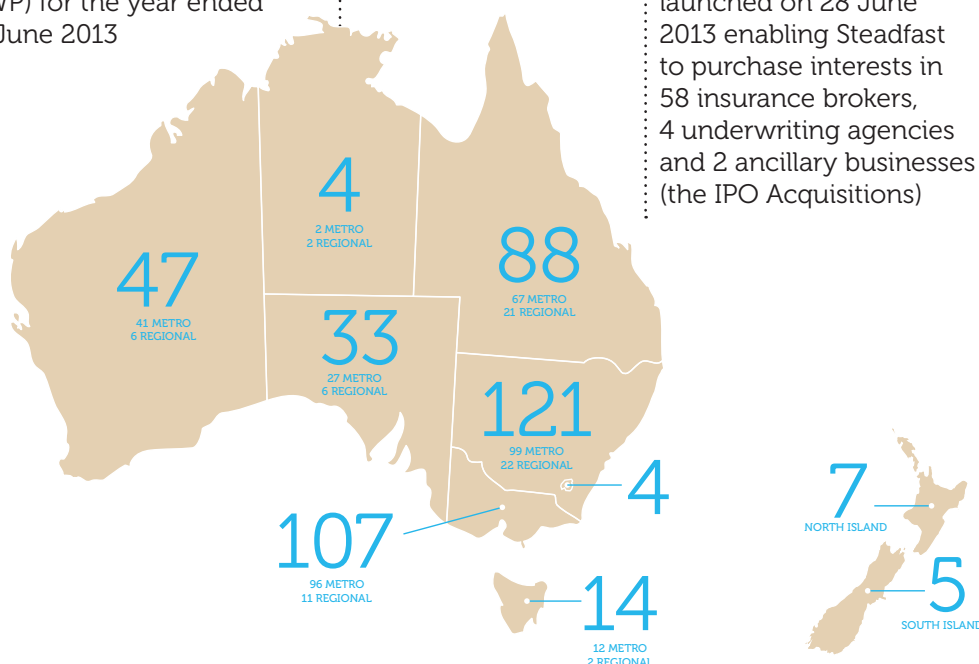 for the year ended
June 2013
launched on 28 June
2013 enabling Steadfast
to purchase interests in
58 insurance brokers,
4 underwriting agencies
and 2 ancillary businesses
(the IPO Acquisitions)
4
2 METRO
2 REGIONAL
47
41 METRO
6 REGIONAL
88
67 METRO
21 REGIONAL
33
27 METRO
6 REGIONAL
121
99 METRO
22 REGIONAL
4
107
96 METRO
11 REGIONAL
14
12 METRO
2 REGIONAL
7
NORTH ISLAND
5
SOUTH ISLAND